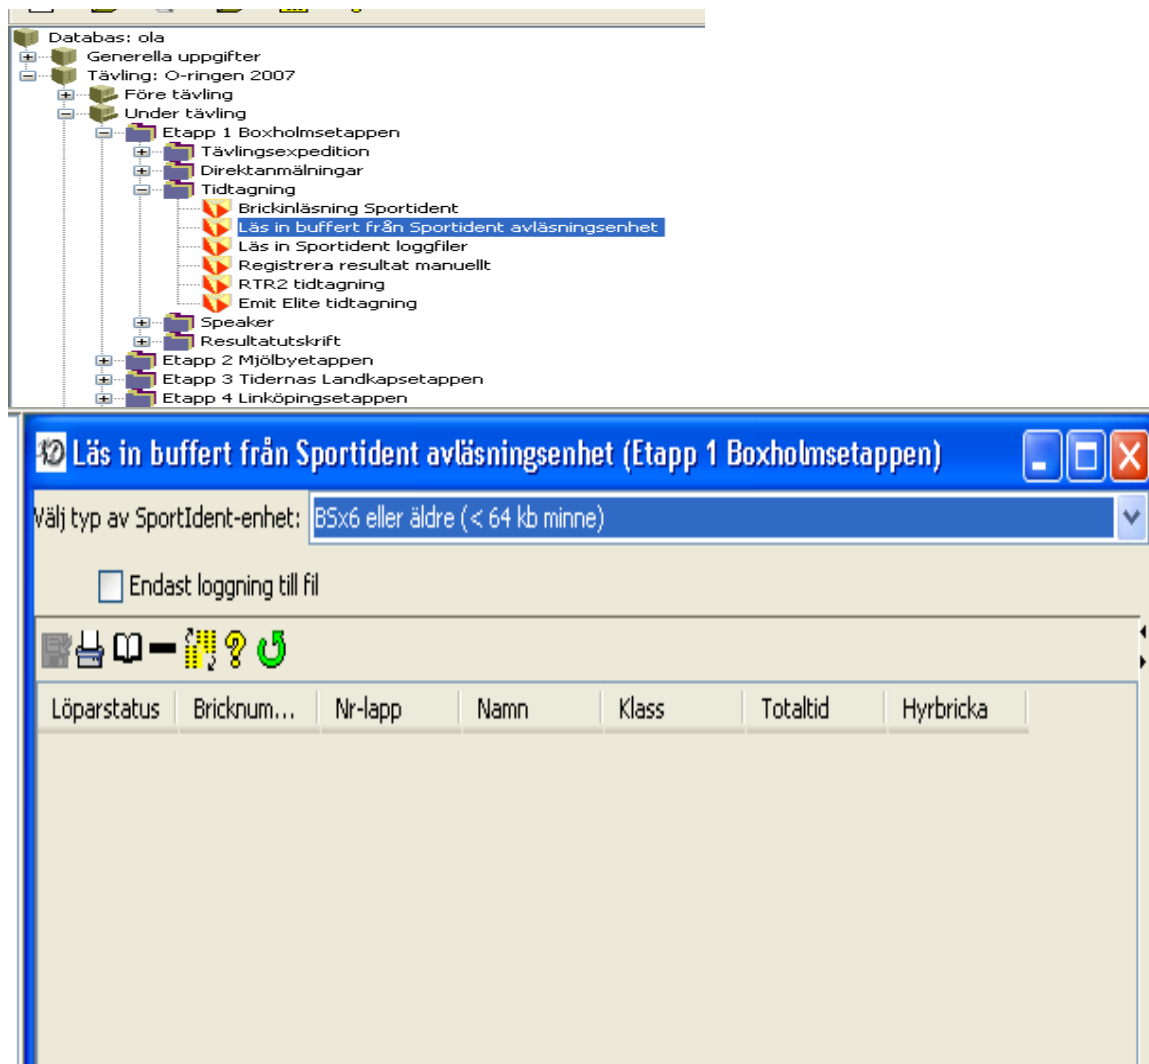 Databas: ola
Generella uppgifter
Tävling: O-ringen 2007
Före tävling
Under tävling
Etapp 1 Boxholmsetappen
Tävlingsexpedition
Direktanmälningar
Tidtagning
Brickinläsning Sportident
Läs in buffert från Sportident avläsningsenhet
Läs in Sportident loggfiler
Registrera resultat manuellt
RTR2 tidtagning
Emit Elite tidtagning
Speaker
Resultatutskrift
Etapp 2 Mjölbyetappen
Etapp 3 Tidernas Landkapsetappen
Etapp 4 Linköpingsetappen
Läs in buffert från Sportident avläsningsenhet (Etapp 1 Boxholmsetappen)
Välj typ av SportIdent-enhet: BSx6 eller äldre (< 64 kb minne)
Endast loggning till fil
Löparstatus Bricknum... Nr-lapp Namn Klass Totaltid Hyrbricka